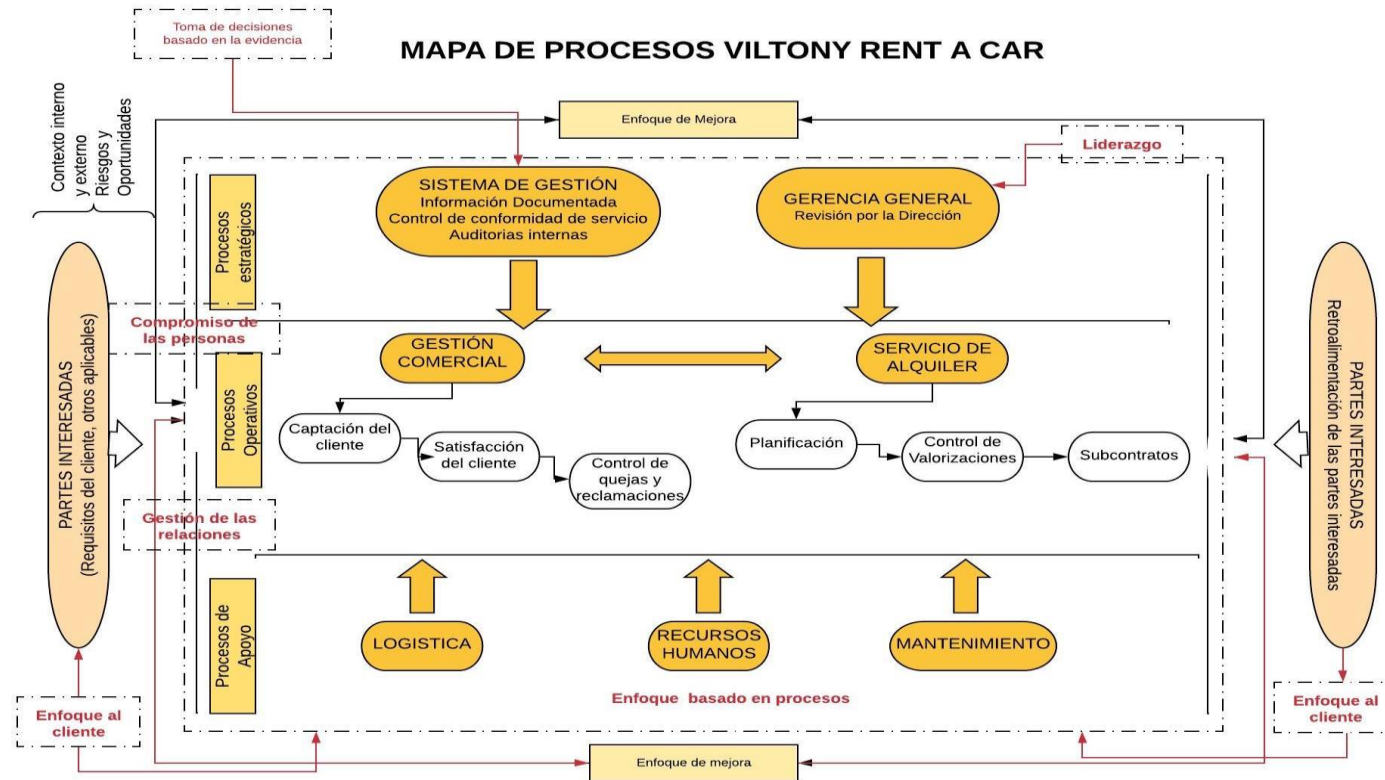 Toma de decisiones
basado en la evidencia
MAPA DE PROCESOS VILTONY RENT A CAR
Contexto interno
y externo
Riesgos y
Oportunidades
Enfoque de Mejora
Liderazgo
Procesos
estratégicos
SISTEMA DE GESTIÓN
Información Documentada
Control de conformidad de servicio
Auditorias internas
GERENCIA GENERAL
Revisión por la Dirección
PARTES INTERESADAS
(Requisitos del cliente, otros aplicables)
Compromiso de
las personas
Procesos
Operativos
GESTIÓN
COMERCIAL
SERVICIO DE
ALQUILER
Captación del
cliente
Satisfacción
del cliente
Control de
quejas y
reclamaciones
Planificación
Control de
Valorizaciones
Subcontratos
PARTES INTERESADAS
Retroalimentación de las partes interesadas
Gestión de las
relaciones
Procesos de
Apoyo
LOGISTICA
RECURSOS
HUMANOS
MANTENIMIENTO
Enfoque basado en procesos
Enfoque al
cliente
Enfoque al
cliente
Enfoque de mejora